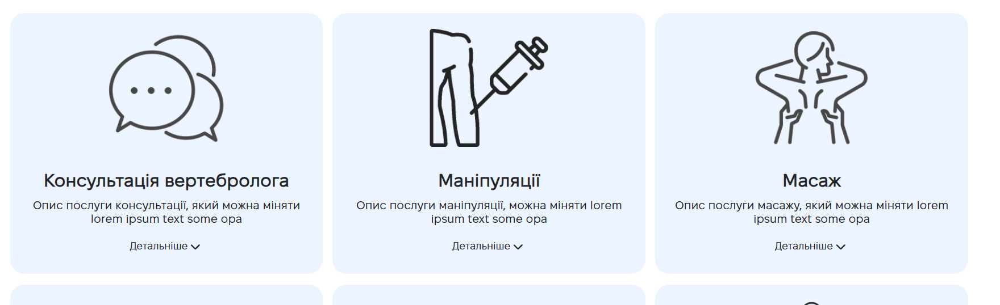 Консультація вертебролога
Опис послуги консультації, який можна міняти
lorem ipsum text some opa
Детальніше
Маніпуляції
Опис послуги маніпуляції, можна міняти lorem
ipsum text some opa
Детальніше
Масаж
Опис послуги масажу, який можна міняти lorem
ipsum text some opa
Детальніше